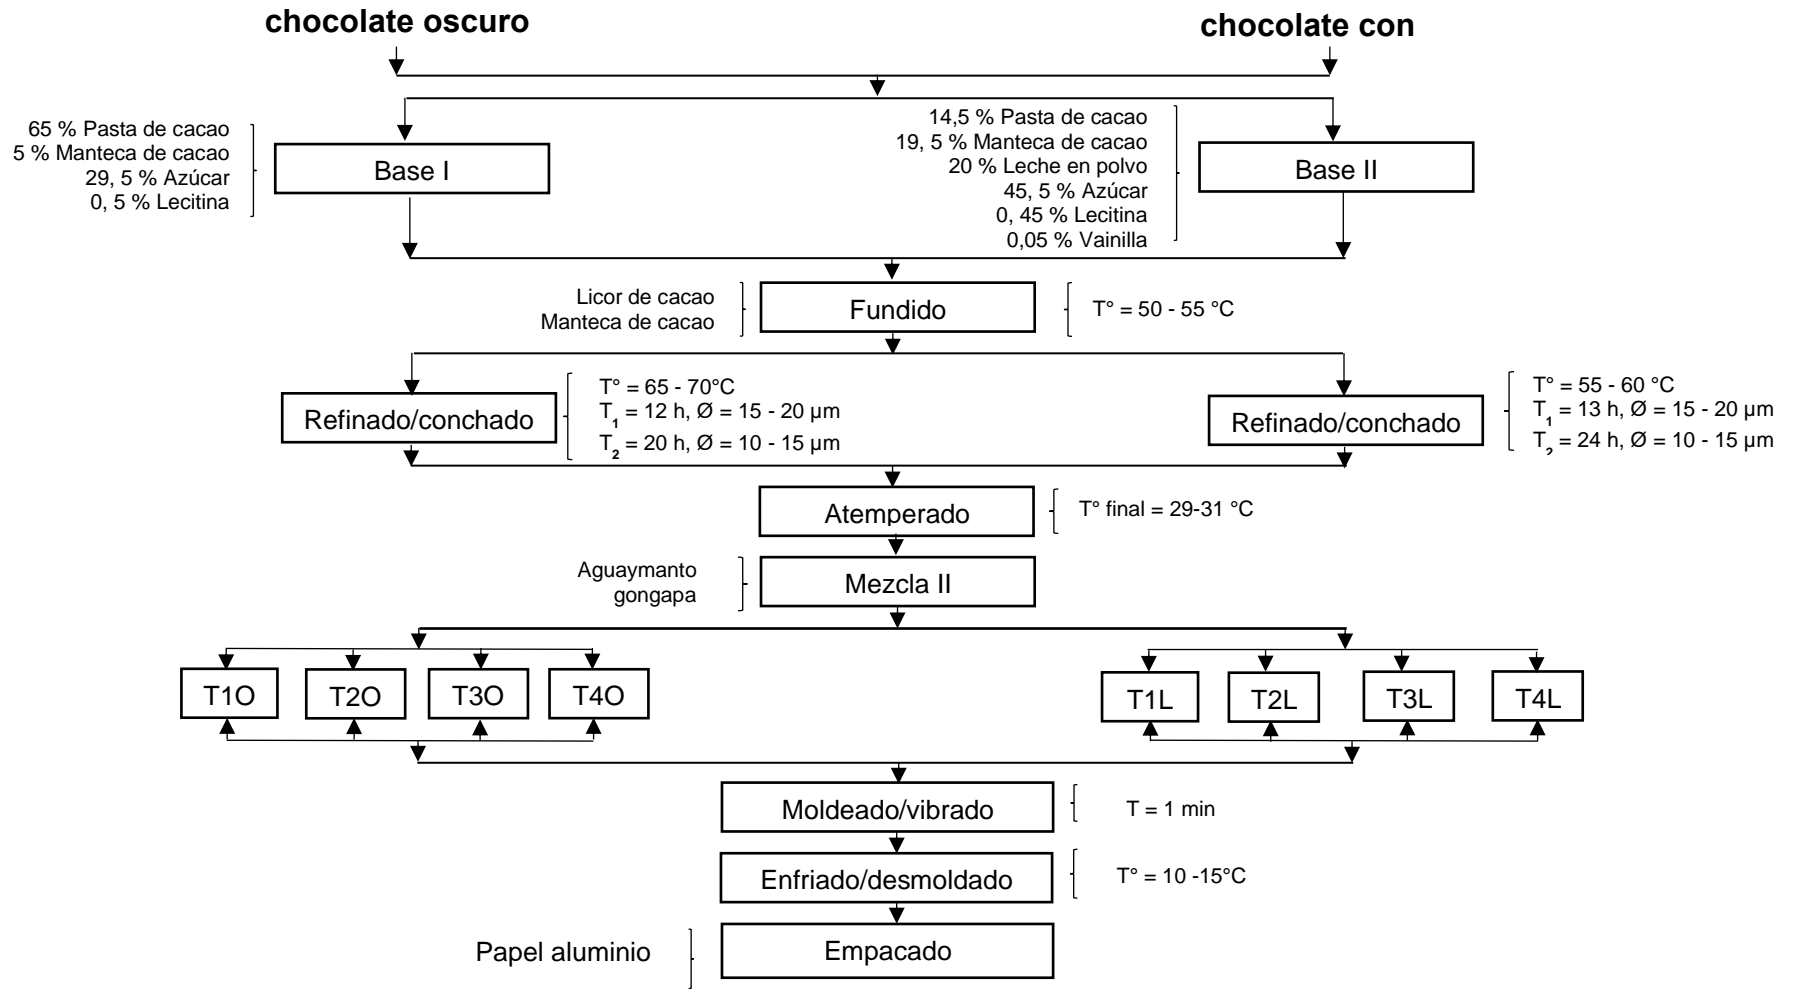 chocolate oscuro
chocolate con
65 % Pasta de cacao
5 % Manteca de cacao
29, 5 % Azúcar
0, 5 % Lecitina
Base I
14,5 % Pasta de cacao
19, 5 % Manteca de cacao
20 % Leche en polvo
45, 5 % Azúcar
0, 45 % Lecitina
0,05 % Vainilla
Base II
Licor de cacao
Manteca de cacao
Fundido
T° = 50 - 55 °C
Refinado/conchado
T° = 65 - 70°C
T1 = 12 h, Ø = 15 - 20 µm
T2 = 20 h, Ø = 10 - 15 µm
Refinado/conchado
T° = 55 - 60 °C
T1 = 13 h, Ø = 15 - 20 µm
T2 = 24 h, Ø = 10 - 15 µm
Atemperado
T° final = 29-31 °C
Aguaymanto
gongapa
Mezcla II
T1O
T2O
T3O
T4O
T1L
T2L
T3L
T4L
Moldeado/vibrado
T = 1 min
Enfriado/desmoldado
T° = 10 -15°C
Papel aluminio
Empacado